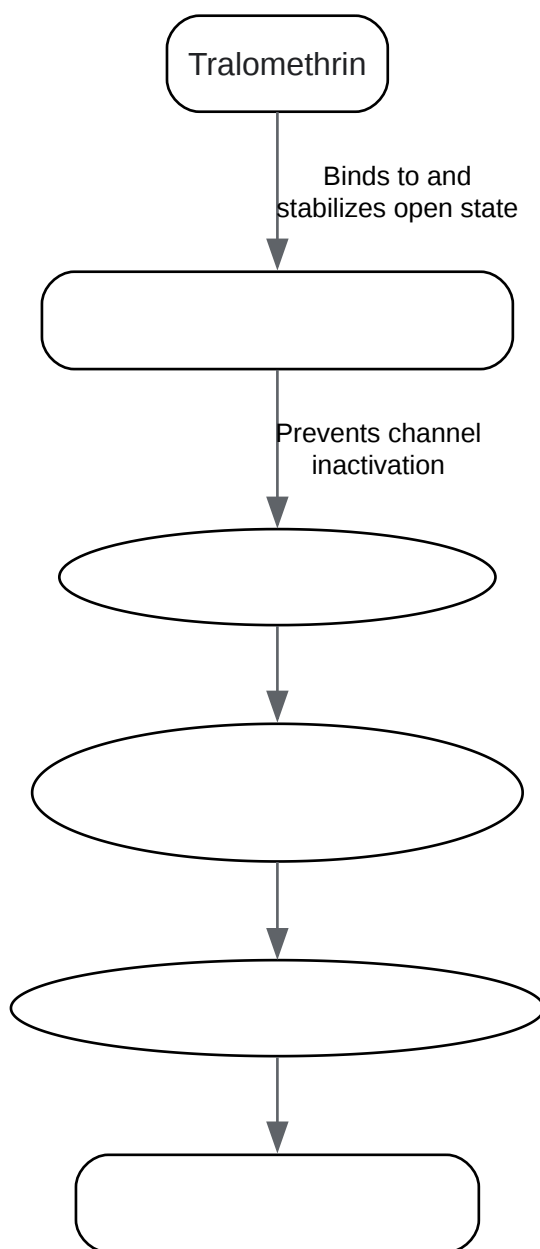 Tralomethrin
Binds to and
stabilizes open state
Prevents channel
inactivation